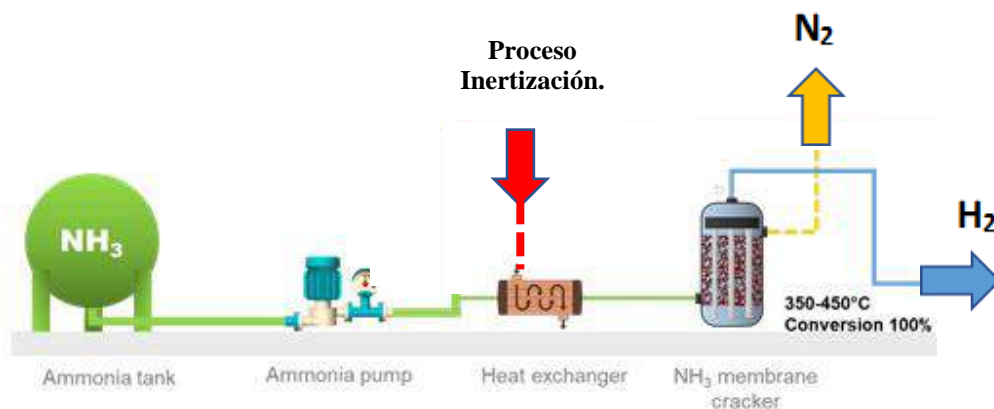 N₂
Proceso
Inertización.
NH₃
H₂
350-450°C
Conversion 100%
Ammonia tank
Ammonia pump
Heat exchanger
NH₃ membrane
cracker